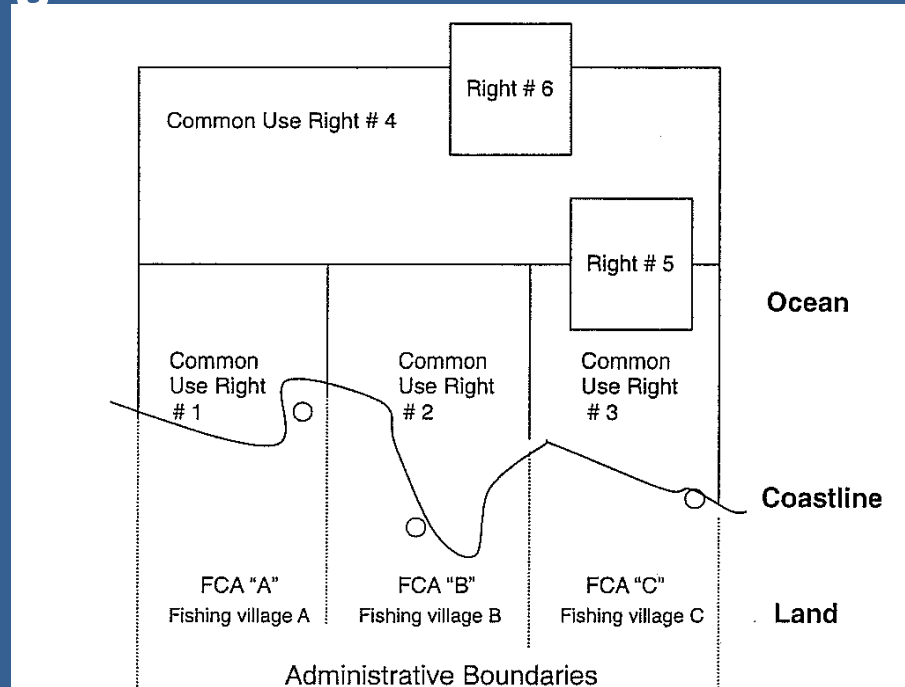 Right # 6
Common Use Right # 4
Right # 5
Ocean
Common
Use Right
# 1
Common
Use Right
# 2
Common
Use Right
# 3
Coastline
FCA “A”
Fishing village A
FCA “B”
Fishing village B
FCA “C”
Fishing village C
Land
Administrative Boundaries